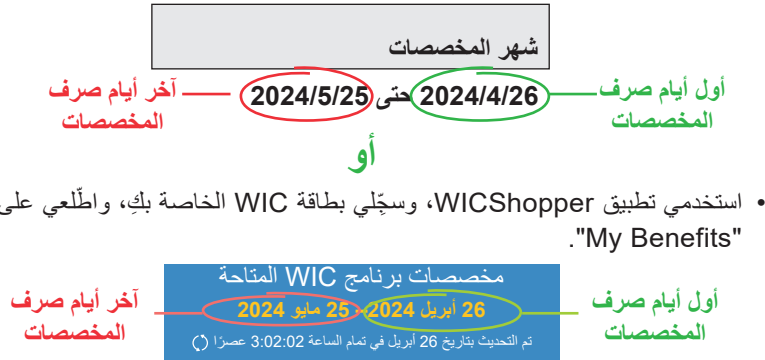 شهر المخصصات
أول أيام صرف
المخصصات
2024/4/26 حتى 2024/5/25
آخر أيام صرف
المخصصات
أو
• استخدمي تطبيق WICShopper، وسجِّلي بطاقة WIC الخاصة بكِ، واطّلعي على
"My Benefits".
أول أيام صرف
المخصصات
مخصصات برنامج WIC المتاحة
26 أبريل 2024 - 25 مايو 2024
تم التحديث بتاريخ 26 أبريل في تمام الساعة 3:02:02 عصرًا
آخر أيام صرف
المخصصات